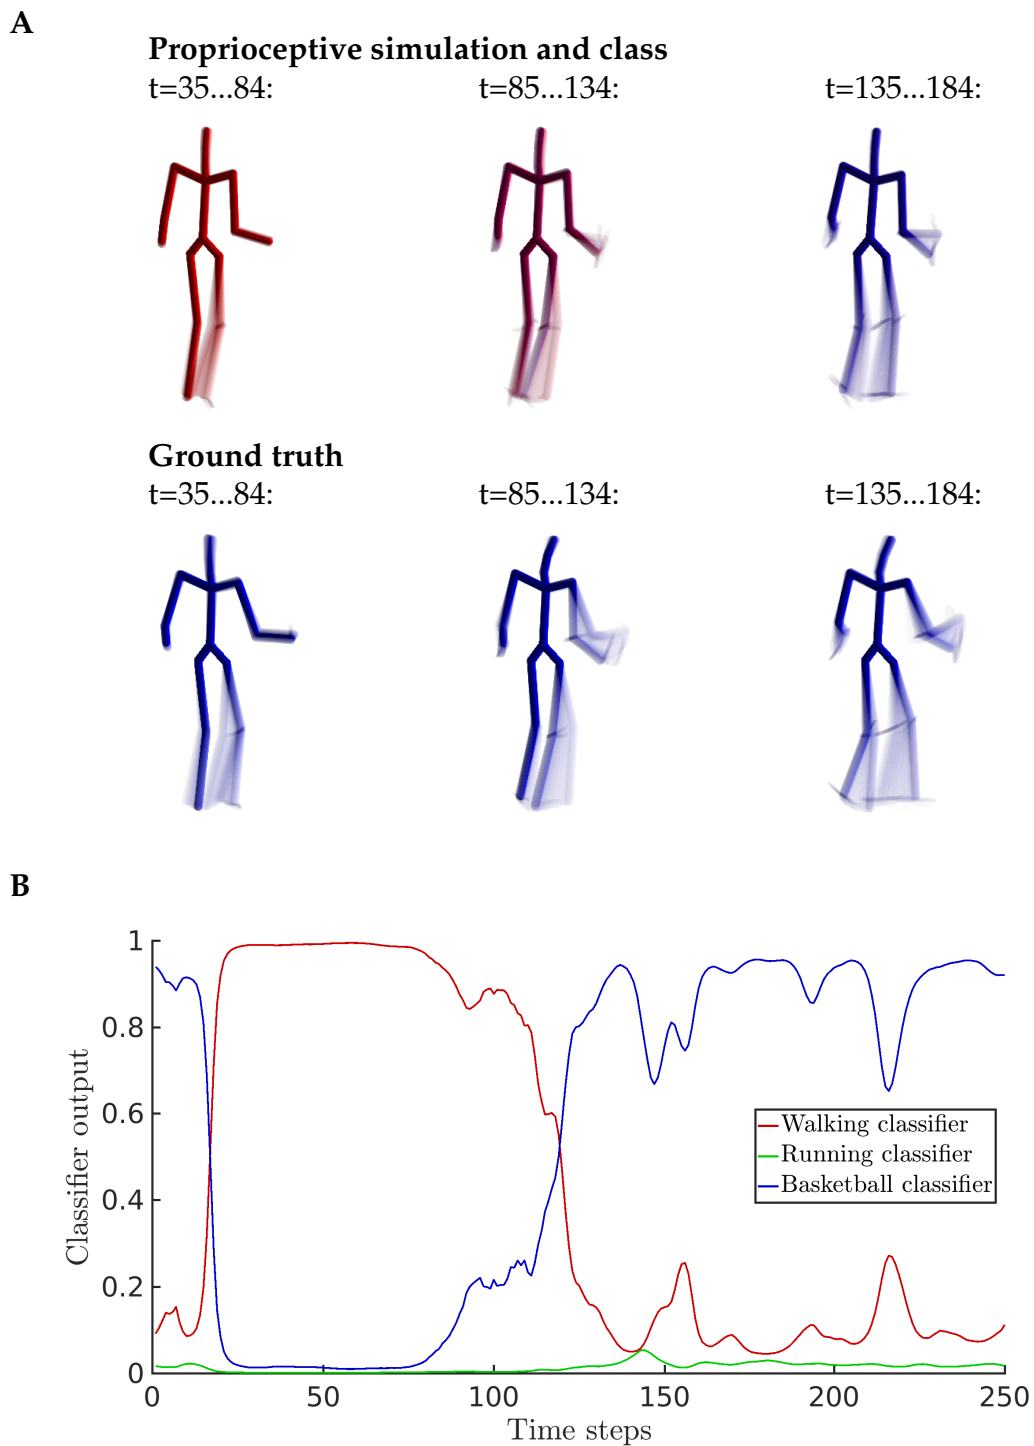 A
Proprioceptive simulation and class
t=35...84: t=85...134: t=135...184:
Ground truth
t=35...84: t=85...134: t=135...184:
B
1
0.8
0.6
0.4
0.2
0
Classifier output
Walking classifier
Running classifier
Basketball classifier
0 50 100 150 200 250
Time steps